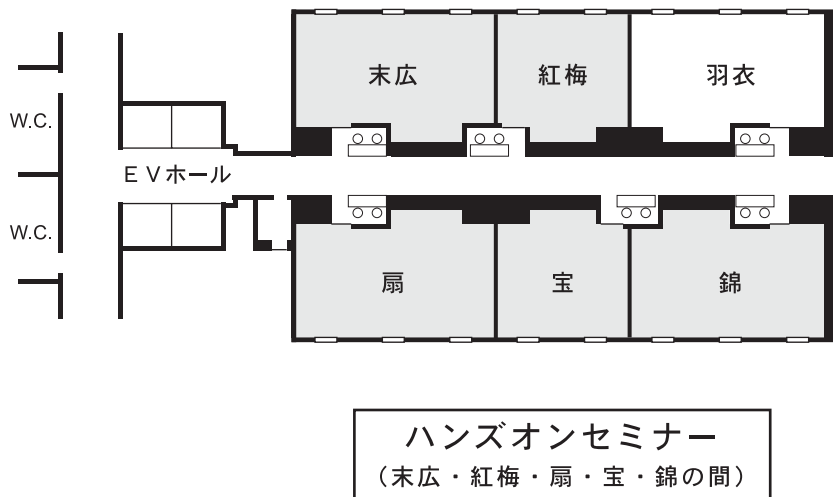 末広
紅梅
羽衣
W.C.
EVホール
W.C.
扇
宝
錦
ハンズオンセミナー
(末広・紅梅・扇・宝・錦の間)